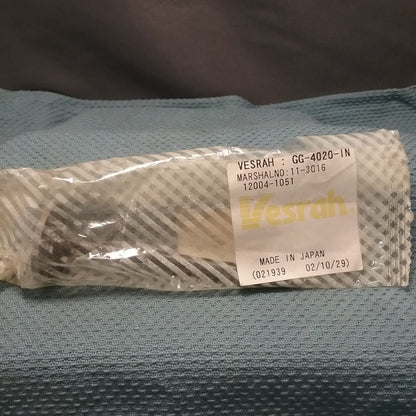 VESRAH : GG-4020-IN
MARSHALNO:11-3016
12004-1051
Vesrah
MADE IN JAPAN
(021939 02/10/29)